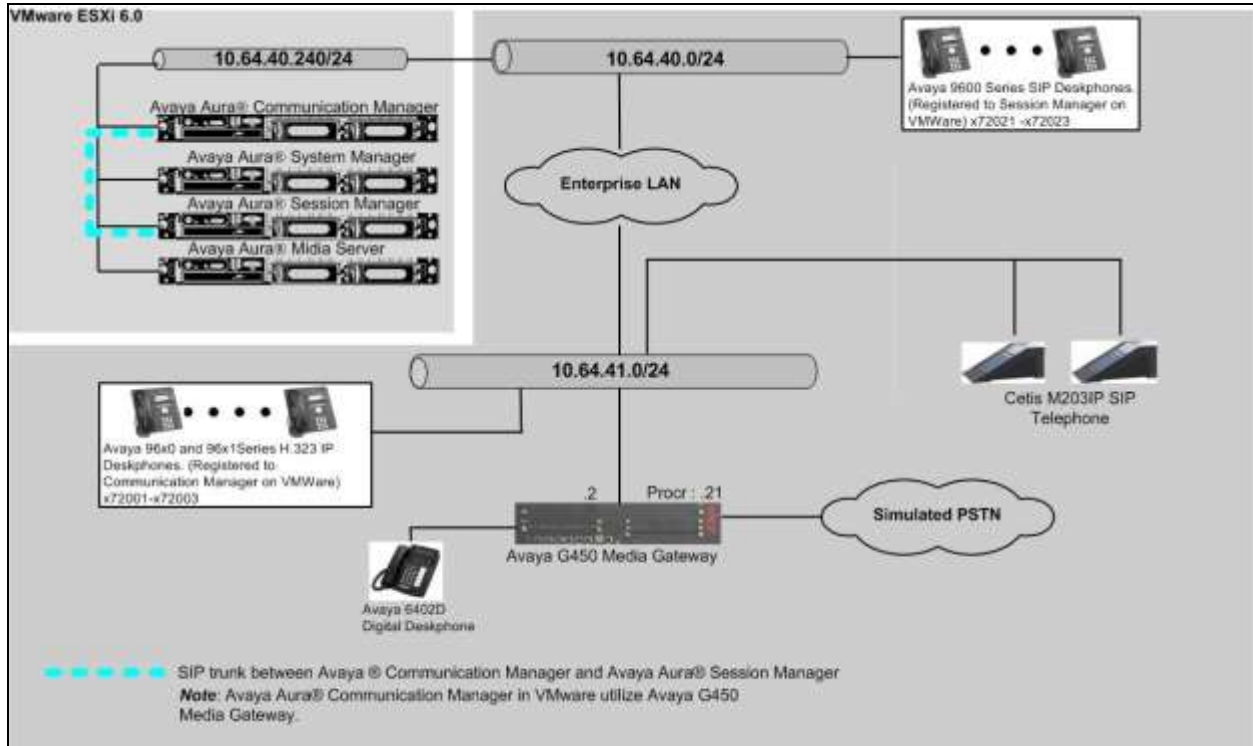 VMware ESXi 6.0
10.64.40.240/24
10.64.40.0/24
Avaya 9600 Series SIP Deskphones.
(Registered to Session Manager on
VMWare) x72021 -x72023
Avaya Aura® Communication Manager
Avaya Aura® System Manager
Avaya Aura® Session Manager
Avaya Aura® Midia Server
Enterprise LAN
10.64.41.0/24
Cetis M203IP SIP
Telephone
Avaya 96x0 and 96x1Series H.323 IP
Deskphones. (Registered to
Communication Manager on VMWare)
x72001-x72003
.2
Procr : .21
Simulated PSTN
Avaya G450 Media Gateway
Avaya 6402D
Digital Deskphone
SIP trunk between Avaya ® Communication Manager and Avaya Aura® Session Manager
Note: Avaya Aura® Communication Manager in VMware utilize Avaya G450
Media Gateway.